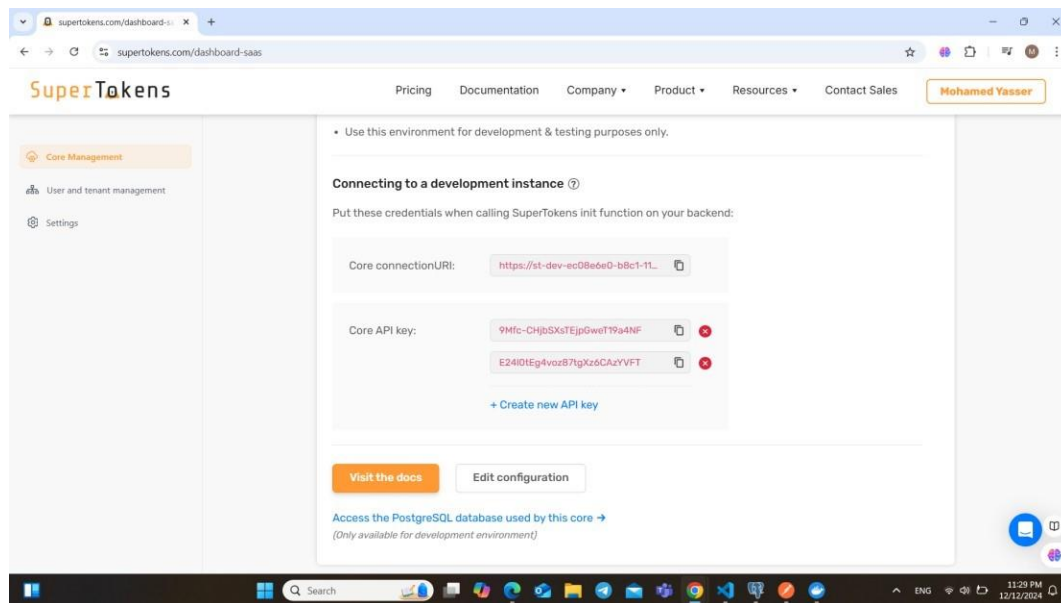 supertokens.com/dashboard-s
supertokens.com/dashboard-saas
SuperTokens
Pricing
Documentation
Company
Product
Resources
Contact Sales
Mohamed Yasser
• Use this environment for development & testing purposes only.
Core Management
User and tenant management
Settings
Connecting to a development instance ?
Put these credentials when calling SuperTokens init function on your backend:
Core connectionURI:
https://st-dev-ec08e6e0-b8c1-11...
Core API key:
9Mfc-CHjbSXsTEjpGweT19a4NF
E24I0tEg4voz87tgXz6CAzYVFT
+ Create new API key
Visit the docs
Edit configuration
Access the PostgreSQL database used by this core →
(Only available for development environment)
Search
ENG
11:29 PM
12/12/2024